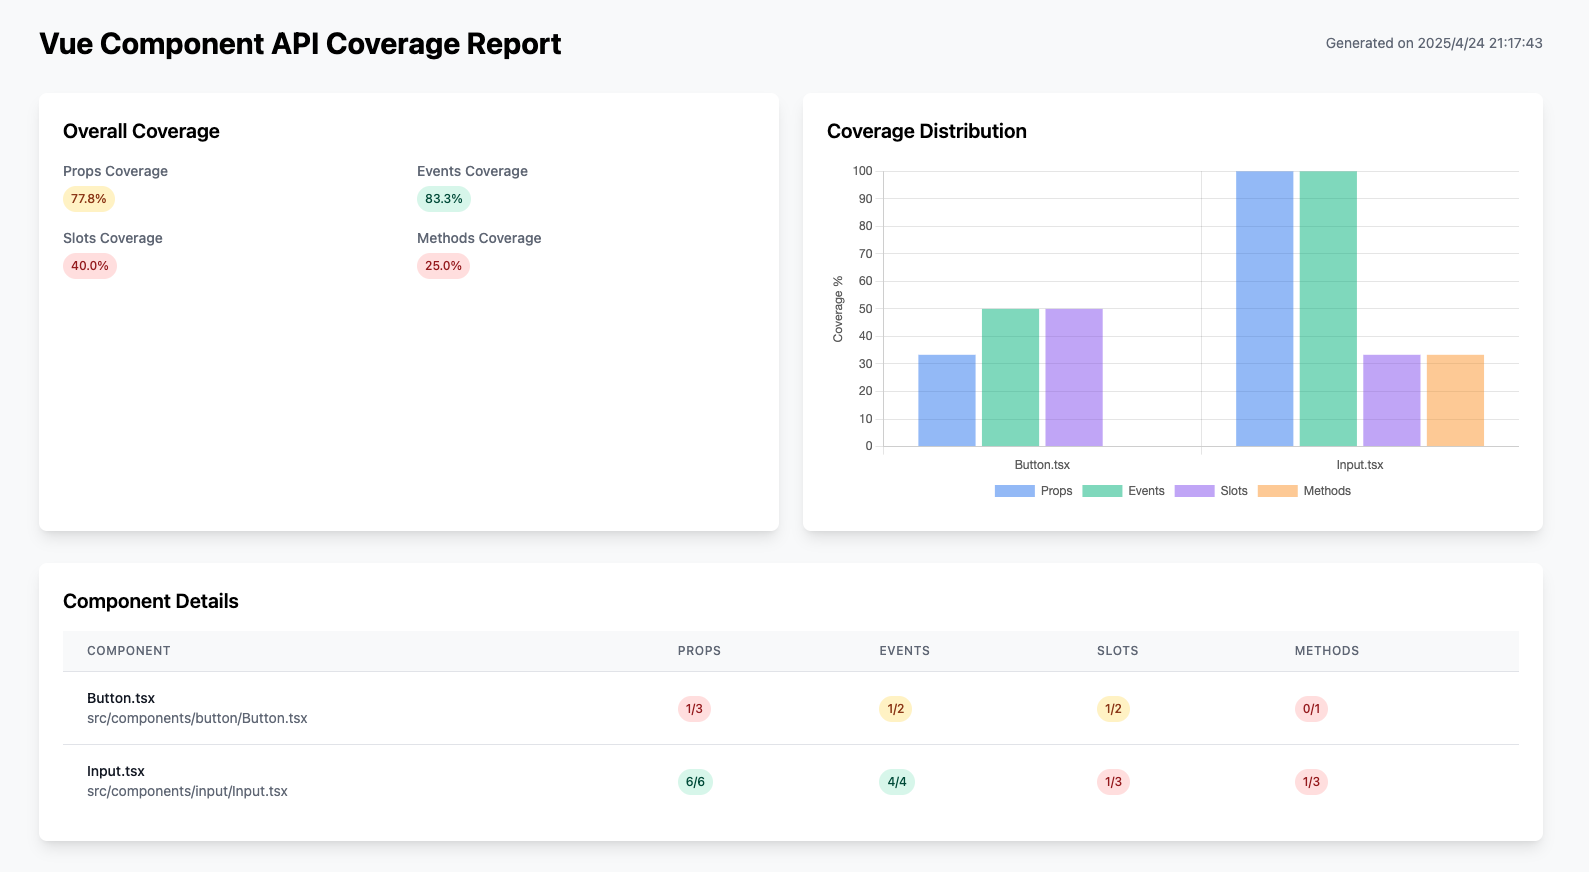 Vue Component API Coverage Report
Generated on 2025/4/24 21:17:43
Overall Coverage
Props Coverage
77.8%
Events Coverage
83.3%
Slots Coverage
40.0%
Methods Coverage
25.0%
Coverage Distribution
Coverage %
100
90
80
70
60
50
40
30
20
10
0
Button.tsx
Input.tsx
Props
Events
Slots
Methods
Component Details
COMPONENT PROPS EVENTS SLOTS METHODS
Button.tsx
src/components/button/Button.tsx
1/3 1/2 1/2 0/1
Input.tsx
src/components/input/Input.tsx
6/6 4/4 1/3 1/3